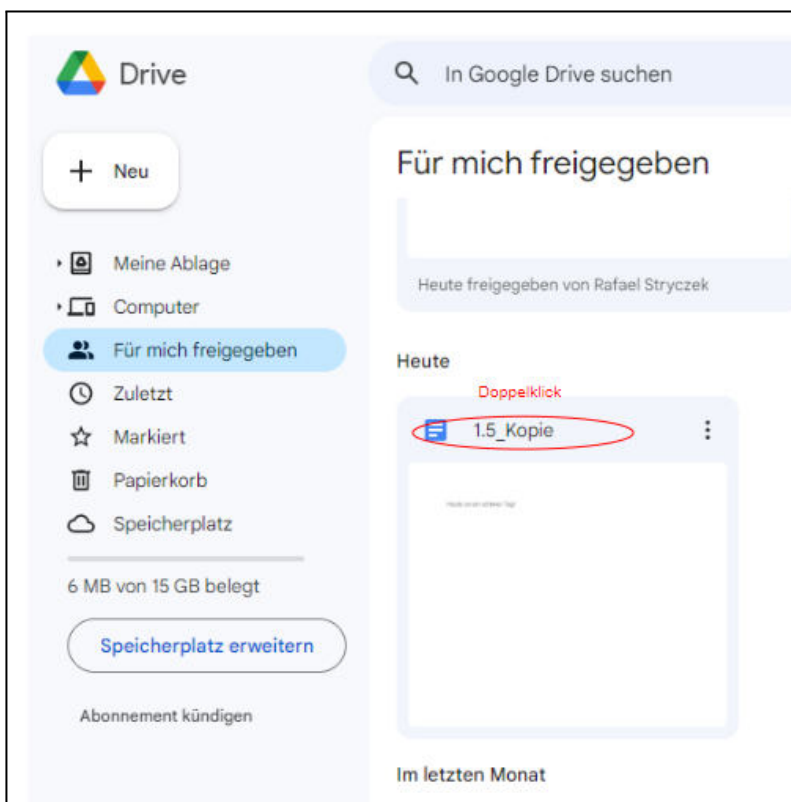 Drive
In Google Drive suchen
Neu
Meine Ablage
Computer
Für mich freigegeben
Zuletzt
Markiert
Papierkorb
Speicherplatz
6 MB von 15 GB belegt
Speicherplatz erweitern
Abonnement kündigen
Für mich freigegeben
Heute freigegeben von Rafael Stryczek
Heute
Doppelklick
1.5_Kopie
Im letzten Monat